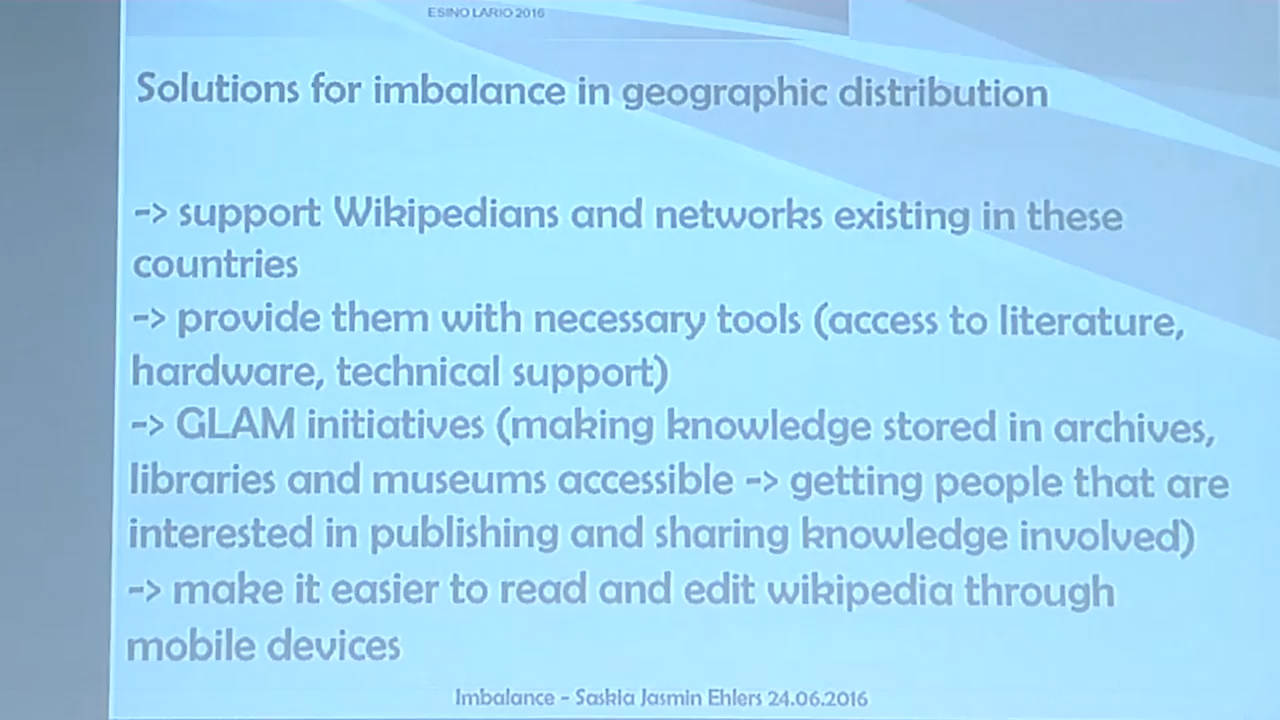 ESINO LARIO 2016
Solutions for imbalance in geographic distribution
-> support Wikipedians and networks existing in these
countries
-> provide them with necessary tools (access to literature,
hardware, technical support)
-> GLAM initiatives (making knowledge stored in archives,
libraries and museums accessible -> getting people that are
interested in publishing and sharing knowledge involved)
-> make it easier to read and edit wikipedia through
mobile devices
Imbalance - Saskia Jasmin Ehlers 24.06.2016